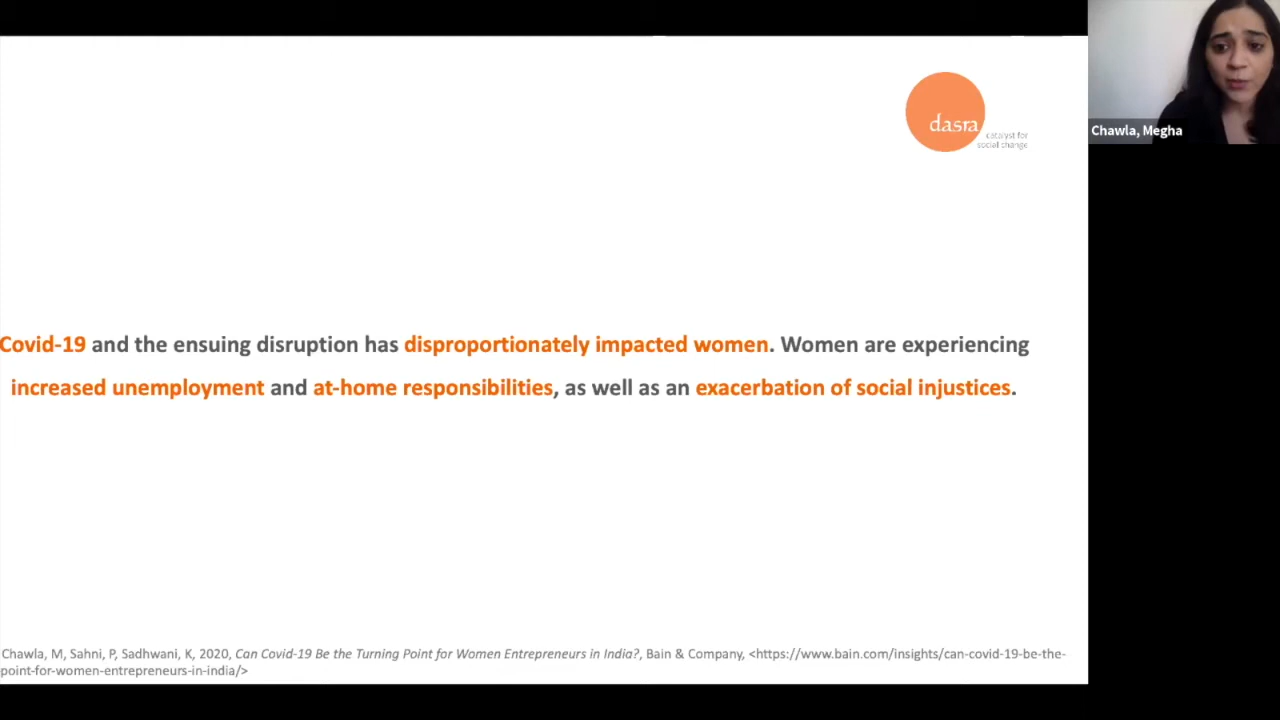 dasra
catalyst for
social change
Chawla, Megha
Covid-19 and the ensuing disruption has disproportionately impacted women. Women are experiencing
increased unemployment and at-home responsibilities, as well as an exacerbation of social injustices.
Chawla, M, Sahni, P, Sadhwani, K, 2020, Can Covid-19 Be the Turning Point for Women Entrepreneurs in India?, Bain & Company, <https://www.bain.com/insights/can-covid-19-be-the-
point-for-women-entrepreneurs-in-india/>